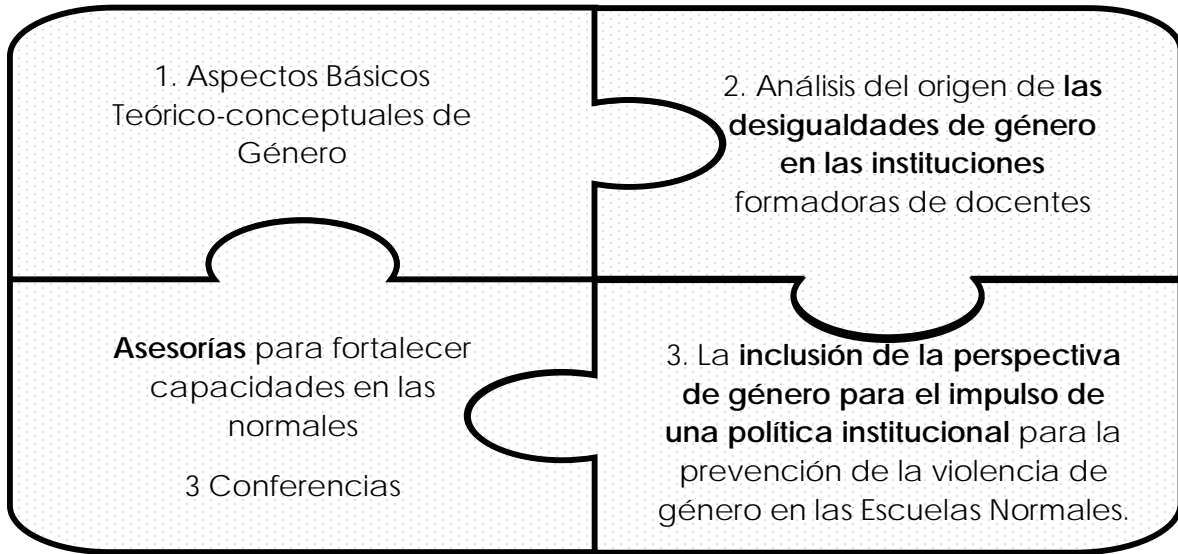 1. Aspectos Básicos
Teórico-conceptuales de
Género
2. Análisis del origen de las
desigualdades de género
en las instituciones
formadoras de docentes
Asesorías para fortalecer
capacidades en las
normales
3 Conferencias
3. La inclusión de la perspectiva
de género para el impulso de
una política institucional para la
prevención de la violencia de
género en las Escuelas Normales.